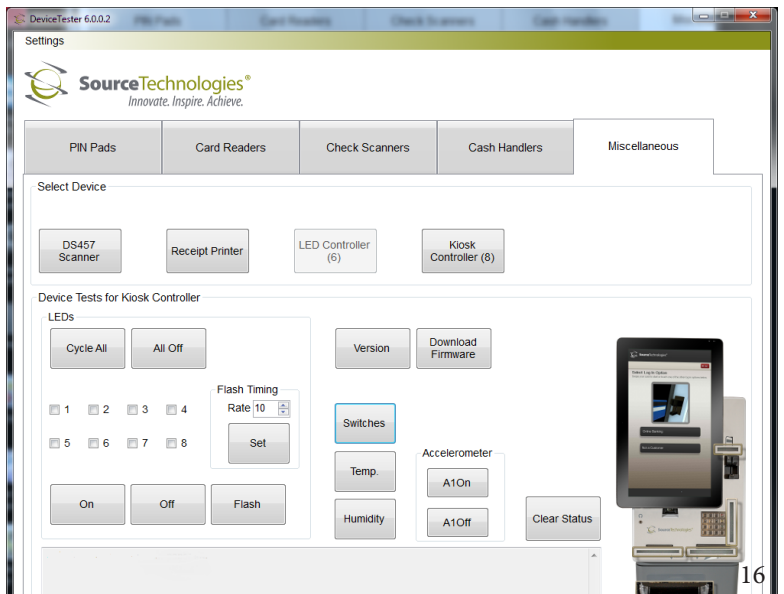 DeviceTester 6.0.0.2
Settings
SourceTechnologies®
Innovate. Inspire. Achieve.
PIN Pads
Card Readers
Check Scanners
Cash Handlers
Miscellaneous
Select Device
DS457
Scanner
Receipt Printer
LED Controller
(6)
Kiosk
Controller (8)
Device Tests for Kiosk Controller
LEDs
Cycle All
All Off
Version
Download
Firmware
Flash Timing
Rate 10
1 2 3 4
5 6 7 8
Set
Switches
Accelerometer
Temp.
A1On
On
Off
Flash
Humidity
A1Off
Clear Status
16